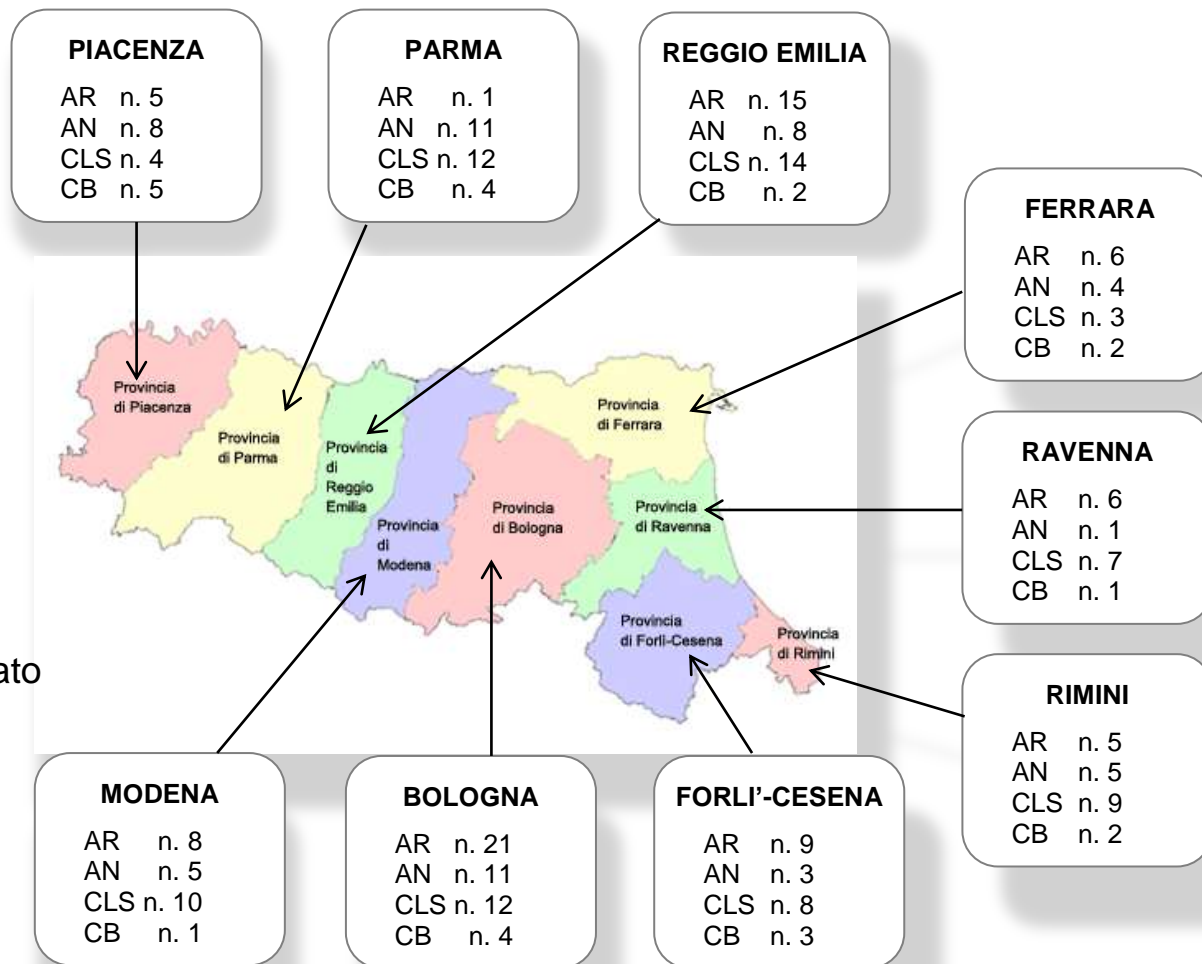 PIACENZA
AR n. 5
AN n. 8
CLS n. 4
CB n. 5
PARMA
AR n. 1
AN n. 11
CLS n. 12
CB n. 4
REGGIO EMILIA
AR n. 15
AN n. 8
CLS n. 14
CB n. 2
FERRARA
AR n. 6
AN n. 4
CLS n. 3
CB n. 2
Provincia
di Piacenza
Provincia
di Parma
Provincia
di
Reggio
Emilia
Provincia
di
Modena
Provincia
di Bologna
Provincia
di Ferrara
Provincia
di Ravenna
Provincia
di Forlì-Cesena
Provincia
di Rimini
RAVENNA
AR n. 6
AN n. 1
CLS n. 7
CB n. 1
ato
RIMINI
AR n. 5
AN n. 5
CLS n. 9
CB n. 2
MODENA
AR n. 8
AN n. 5
CLS n. 10
CB n. 1
BOLOGNA
AR n. 21
AN n. 11
CLS n. 12
CB n. 4
FORLI’-CESENA
AR n. 9
AN n. 3
CLS n. 8
CB n. 3